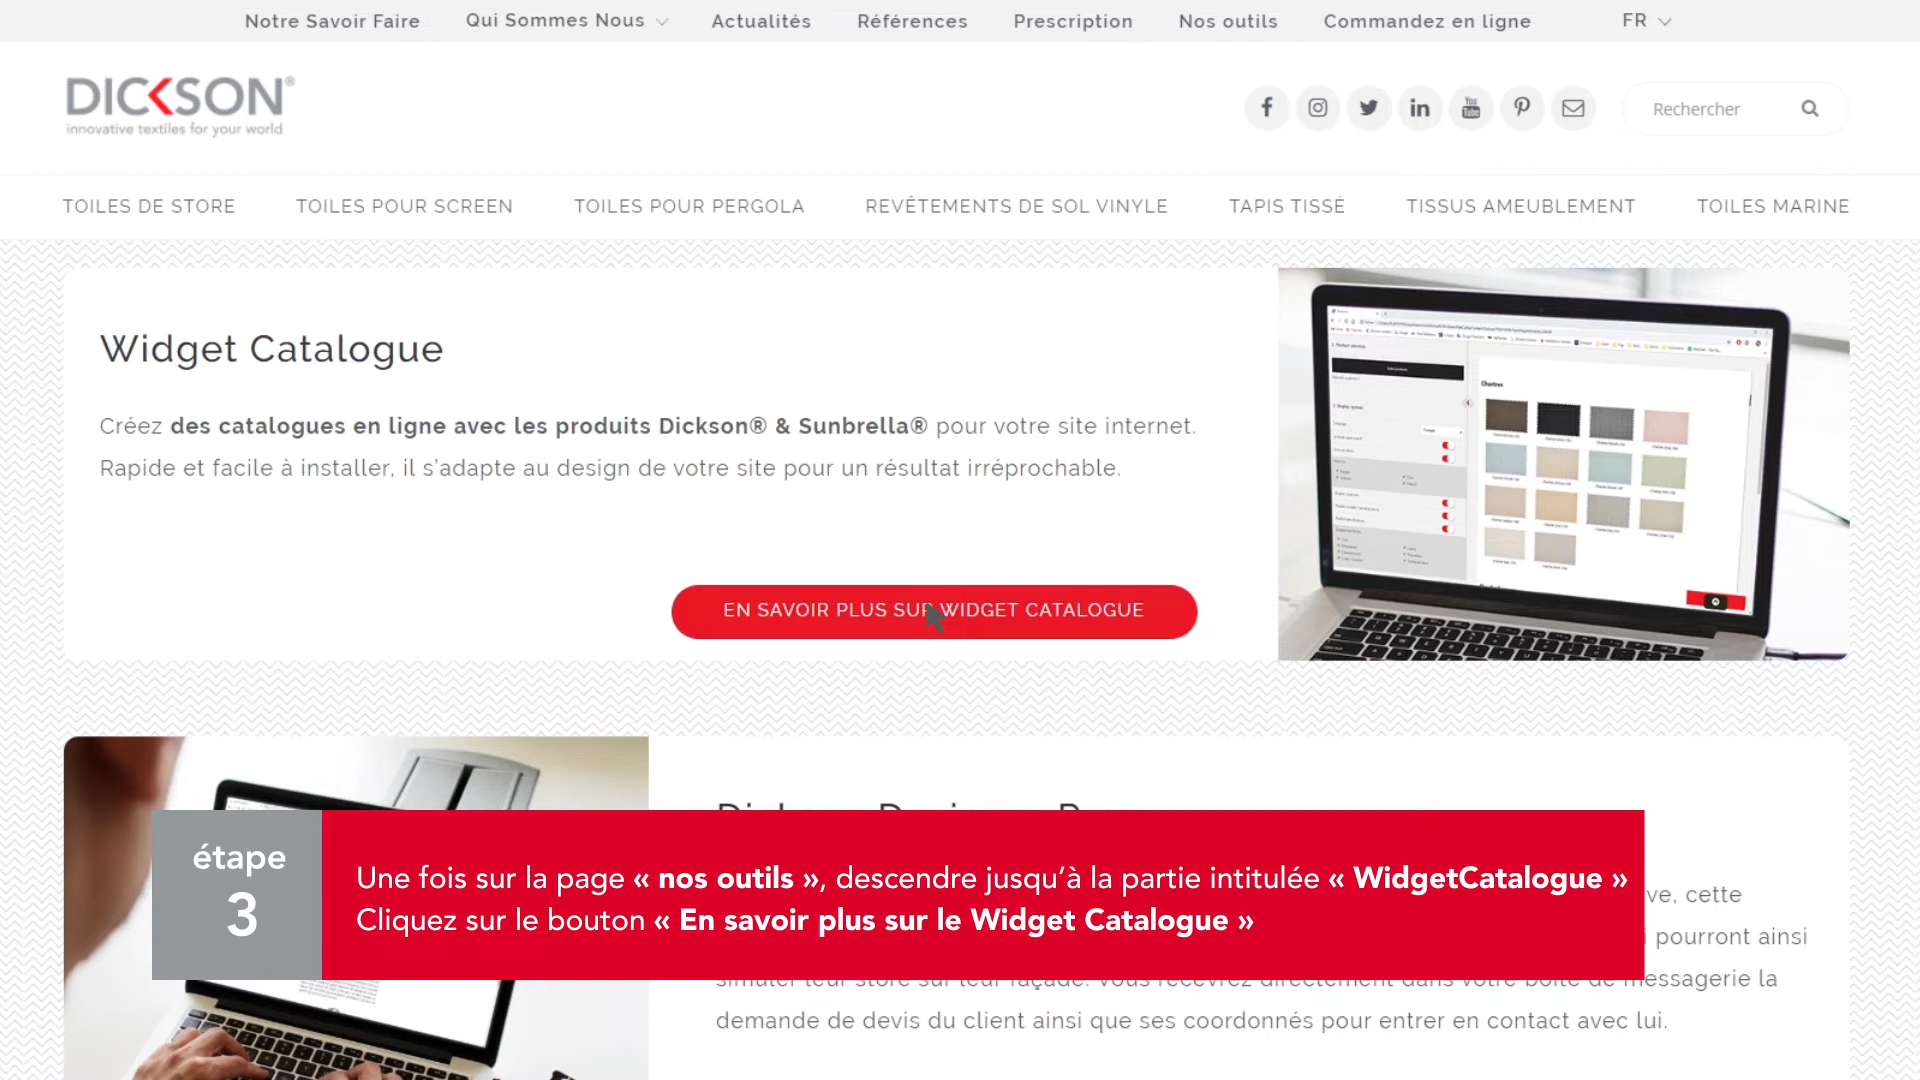 Notre Savoir Faire Qui Sommes Nous Actualités Références Prescription Nos outils Commandez en ligne FR
DICKSON®
innovative textiles for your world
You Tube
Rechercher
TOILES DE STORE TOILES POUR SCREEN TOILES POUR PERGOLA REVÊTEMENTS DE SOL VINYLE TAPIS TISSÉ TISSUS AMEUBLEMENT TOILES MARINE
Widget Catalogue
Créez des catalogues en ligne avec les produits Dickson® & Sunbrella® pour votre site internet.
Rapide et facile à installer, il s’adapte au design de votre site pour un résultat irréprochable.
EN SAVOIR PLUS SUR WIDGET CATALOGUE
Chartres
étape
3
Une fois sur la page « nos outils », descendre jusqu’à la partie intitulée « WidgetCatalogue »
Cliquez sur le bouton « En savoir plus sur le Widget Catalogue »
cette
pourront ainsi
simuler leur store sur leur façade. Vous recevrez directement dans votre boîte de messagerie la
demande de devis du client ainsi que ses coordonnés pour entrer en contact avec lui.